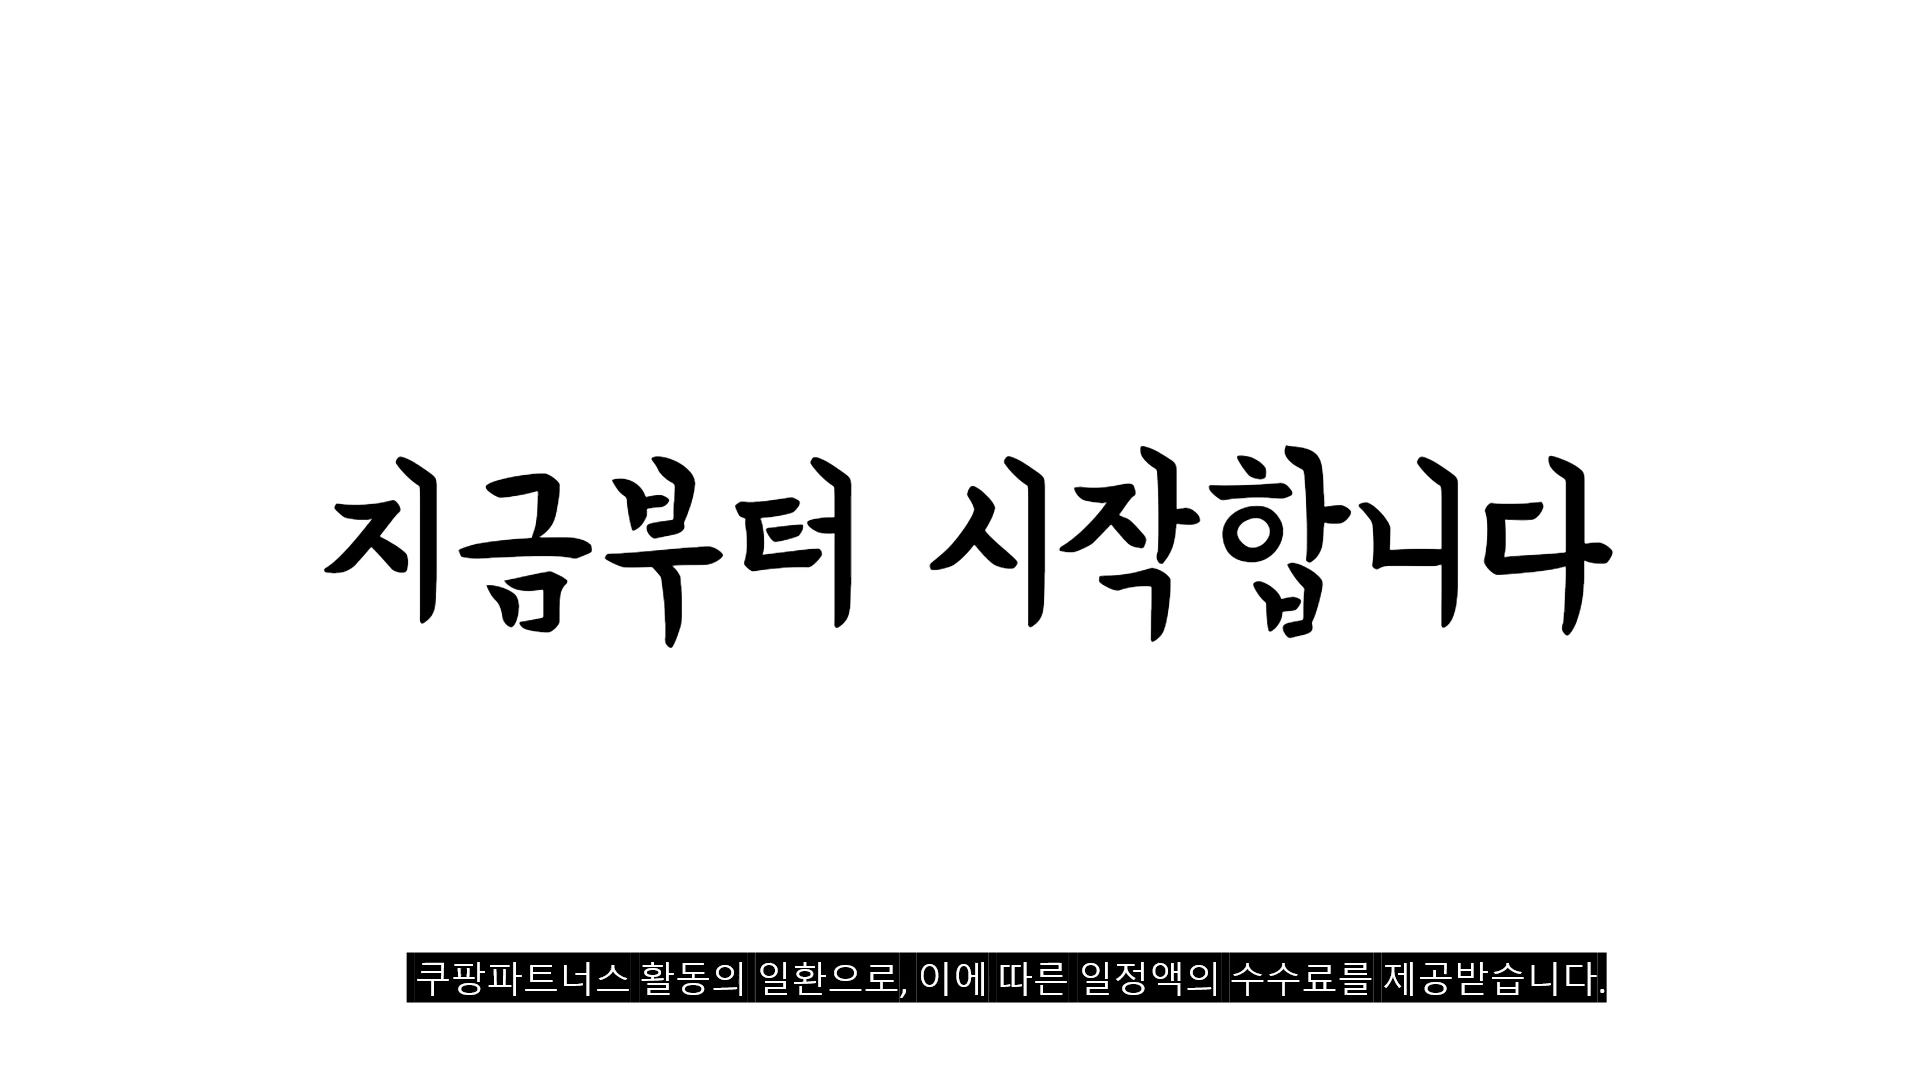 지금부터 시작합니다
쿠팡파트너스 활동의 일환으로, 이에 따른 일정액의 수수료를 제공받습니다.